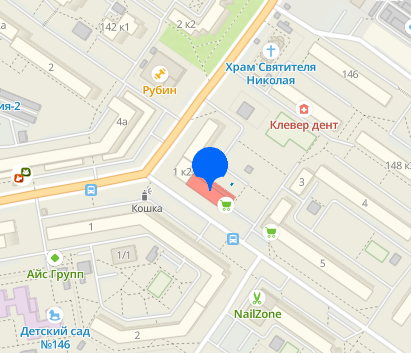 2 к2
142 к1
2
Храм Святителя
Николая
146
Рубин
ия-2
4а
Клевер дент
148 к
1 к2
3
4
Кошка
1
1/1
Айс Групп
NailZone
Детский сад
№146
2
2